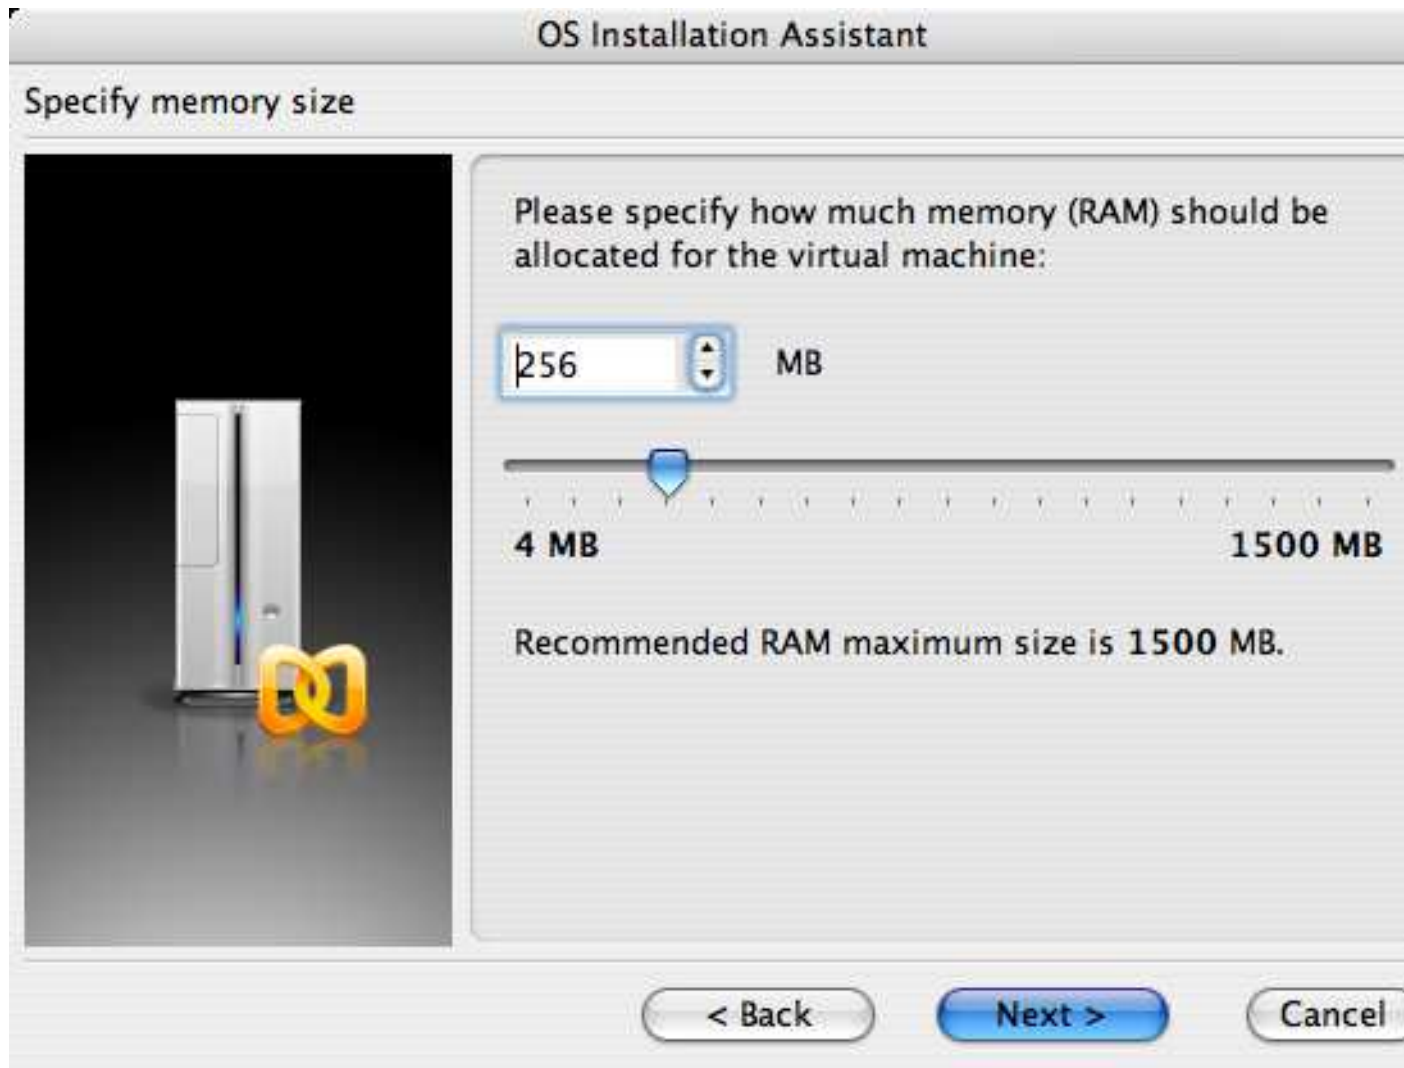 OS Installation Assistant
Specify memory size
Please specify how much memory (RAM) should be
allocated for the virtual machine:
256 MB
4 MB 1500 MB
Recommended RAM maximum size is 1500 MB.
< Back Next > Cancel